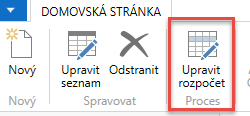 DOMOVSKÁ STRÁNKA
Nový
Upravit
seznam
Odstranit
Upravit
rozpočet
Nový
Spravovat
Proces